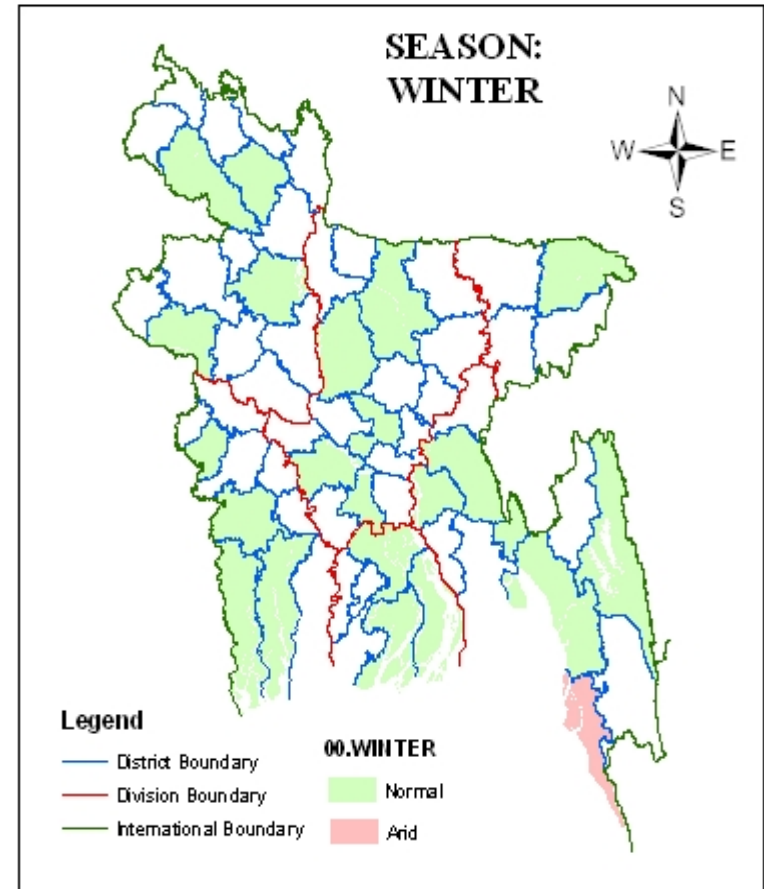 SEASON:
WINTER
N
W E
S
Legend
District Boundary
Division Boundary
International Boundary
00.WINTER
Normal
Arid